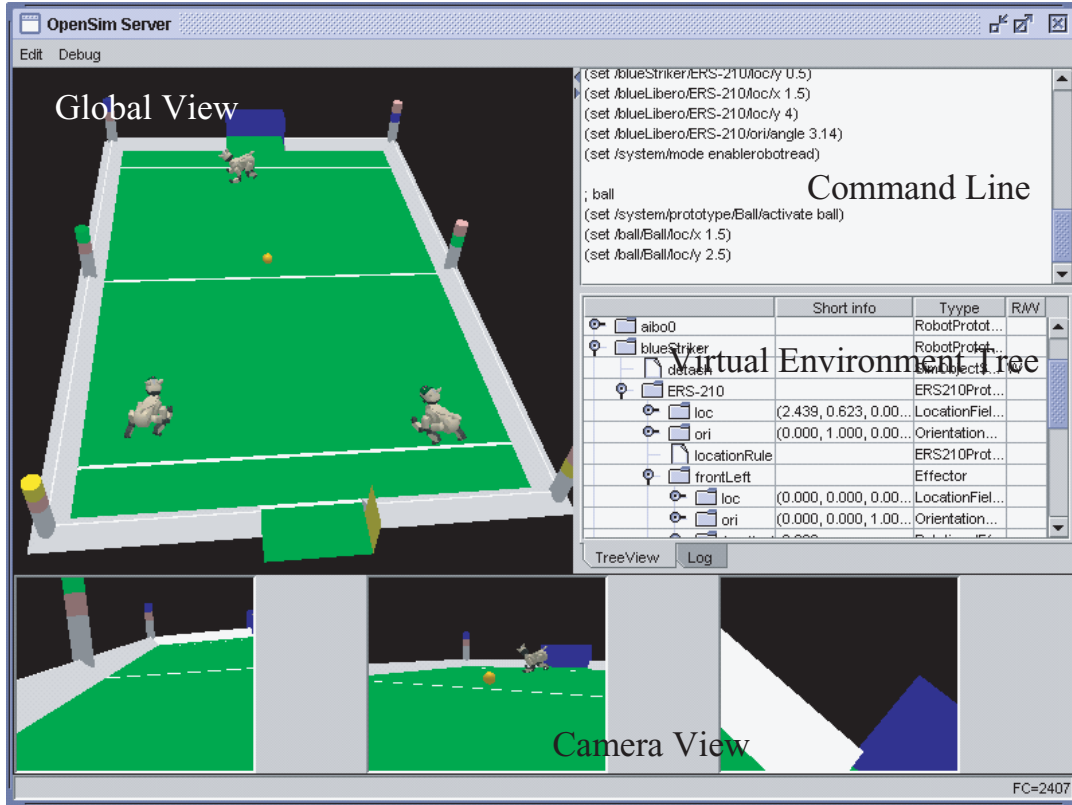 OpenSim Server
Edit Debug
Global View
(set /blueStriker/ERS-210/loc/y 0.5)
(set /blueLibero/ERS-210/loc/x 1.5)
(set /blueLibero/ERS-210/loc/y 4)
(set /blueLibero/ERS-210/ori/angle 3.14)
(set /system/mode enablerobotread)
Command Line
; ball
(set /system/prototype/Ball/activate ball)
(set /ball/Ball/loc/x 1.5)
(set /ball/Ball/loc/y 2.5)
Short info Tyype R/W
aibo0 RobotProtot...
blueStriker RobotProtot...
Virtual Environment Tree
detach SimObjectS... W
ERS-210 ERS210Prot...
loc (2.439, 0.623, 0.00... LocationFiel...
ori (0.000, 1.000, 0.00... Orientation...
locationRule ERS210Prot...
frontLeft Effector
loc (0.000, 0.000, 0.00... LocationFiel...
ori (0.000, 0.000, 1.00... Orientation...
TreeView Log
Camera View
FC=2407